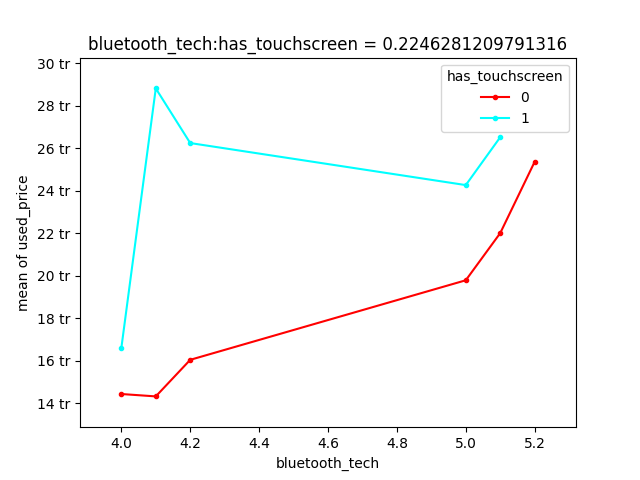 bluetooth_tech:has_touchscreen = 0.2246281209791316
30 tr
28 tr
26 tr
24 tr
22 tr
20 tr
18 tr
16 tr
14 tr
mean of used_price
has_touchscreen
0
1
4.0 4.2 4.4 4.6 4.8 5.0 5.2
bluetooth_tech